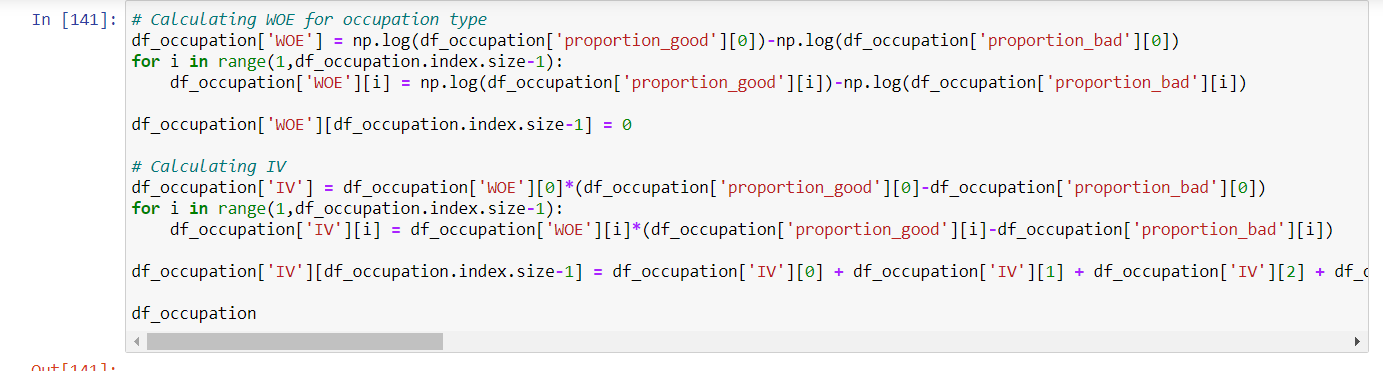 In [141]: # Calculating WOE for occupation type
df_occupation['WOE'] = np.log(df_occupation['proportion_good'][0])-np.log(df_occupation['proportion_bad'][0])
for i in range(1,df_occupation.index.size-1):
    df_occupation['WOE'][i] = np.log(df_occupation['proportion_good'][i])-np.log(df_occupation['proportion_bad'][i])
df_occupation['WOE'][df_occupation.index.size-1] = 0
# Calculating IV
df_occupation['IV'] = df_occupation['WOE'][0]*(df_occupation['proportion_good'][0]-df_occupation['proportion_bad'][0])
for i in range(1,df_occupation.index.size-1):
    df_occupation['IV'][i] = df_occupation['WOE'][i]*(df_occupation['proportion_good'][i]-df_occupation['proportion_bad'][i])
df_occupation['IV'][df_occupation.index.size-1] = df_occupation['IV'][0] + df_occupation['IV'][1] + df_occupation['IV'][2] +
df_occupation
Out[141]: